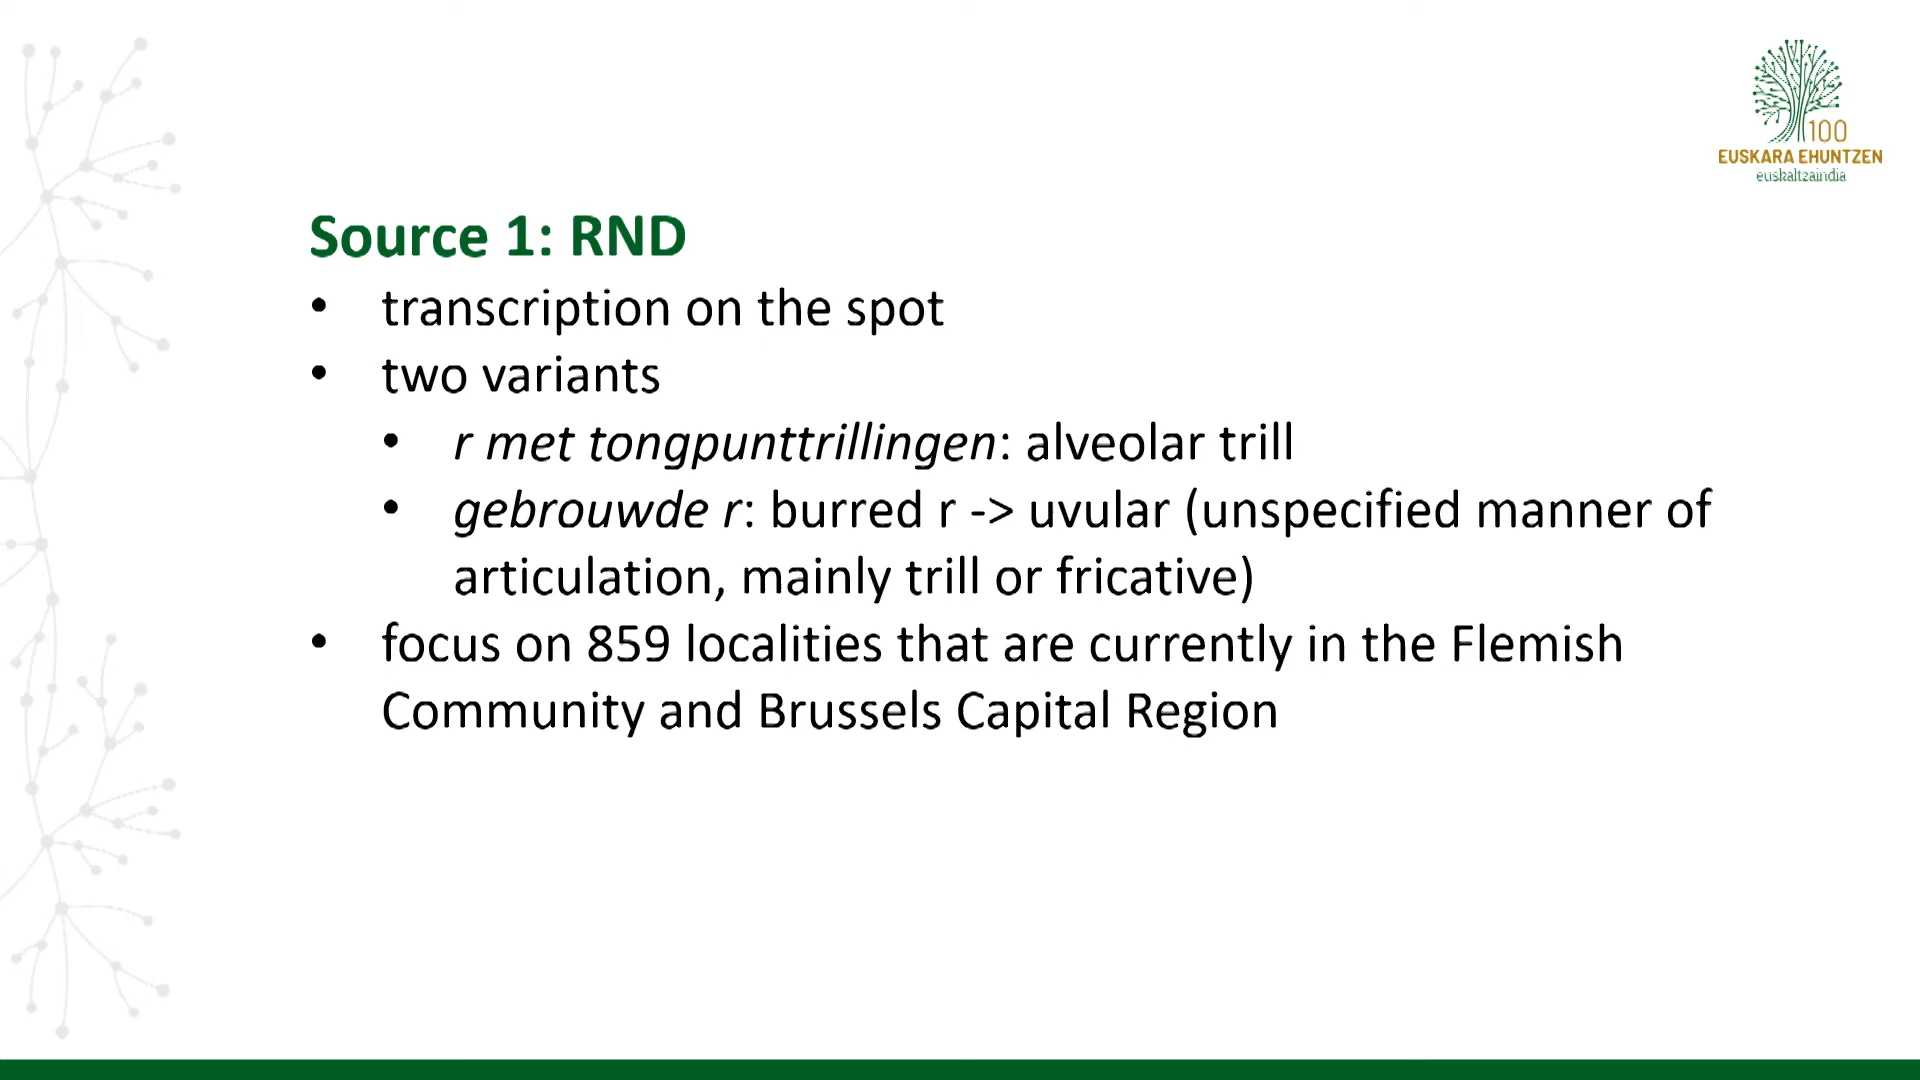 100
EUSKARA EHUNTZEN
euskaltzaindia
Source 1: RND
• transcription on the spot
• two variants
• r met tongpunttrillingen: alveolar trill
• gebrouwde r: burred r -> uvular (unspecified manner of
articulation, mainly trill or fricative)
• focus on 859 localities that are currently in the Flemish
Community and Brussels Capital Region